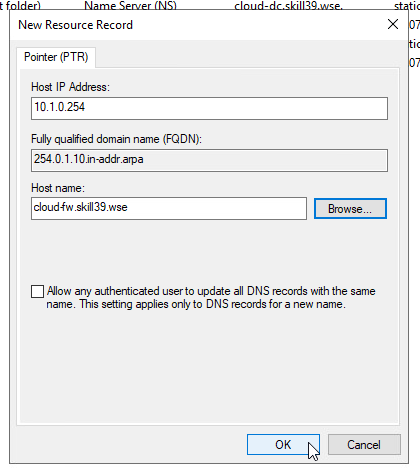 t folder)
Name Server (NS)
cloud-dc.skill39.wse.
static
New Resource Record
07
Pointer (PTR)
tic
07
Host IP Address:
10.1.0.254
Fully qualified domain name (FQDN):
254.0.1.10.in-addr.arpa
Host name:
cloud-fw.skill39.wse
Browse...
Allow any authenticated user to update all DNS records with the same
name. This setting applies only to DNS records for a new name.
OK
Cancel